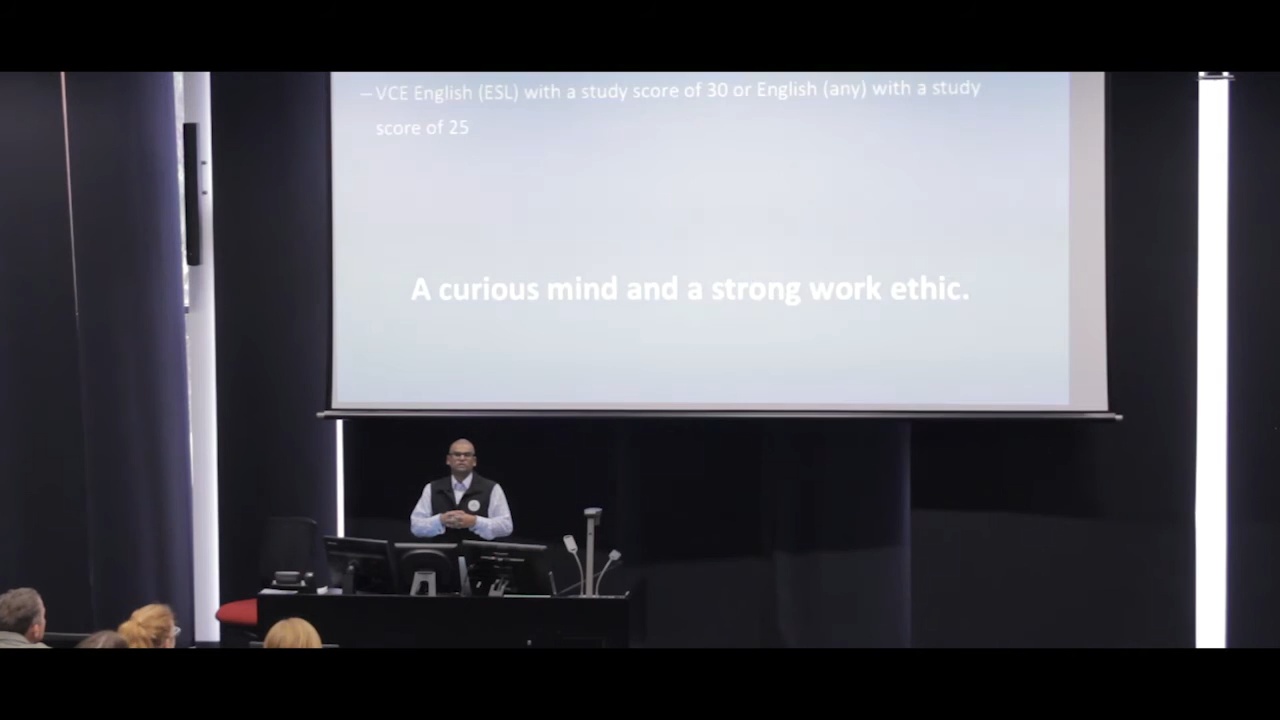 – VCE English (ESL) with a study score of 30 or English (any) with a study
score of 25
A curious mind and a strong work ethic.